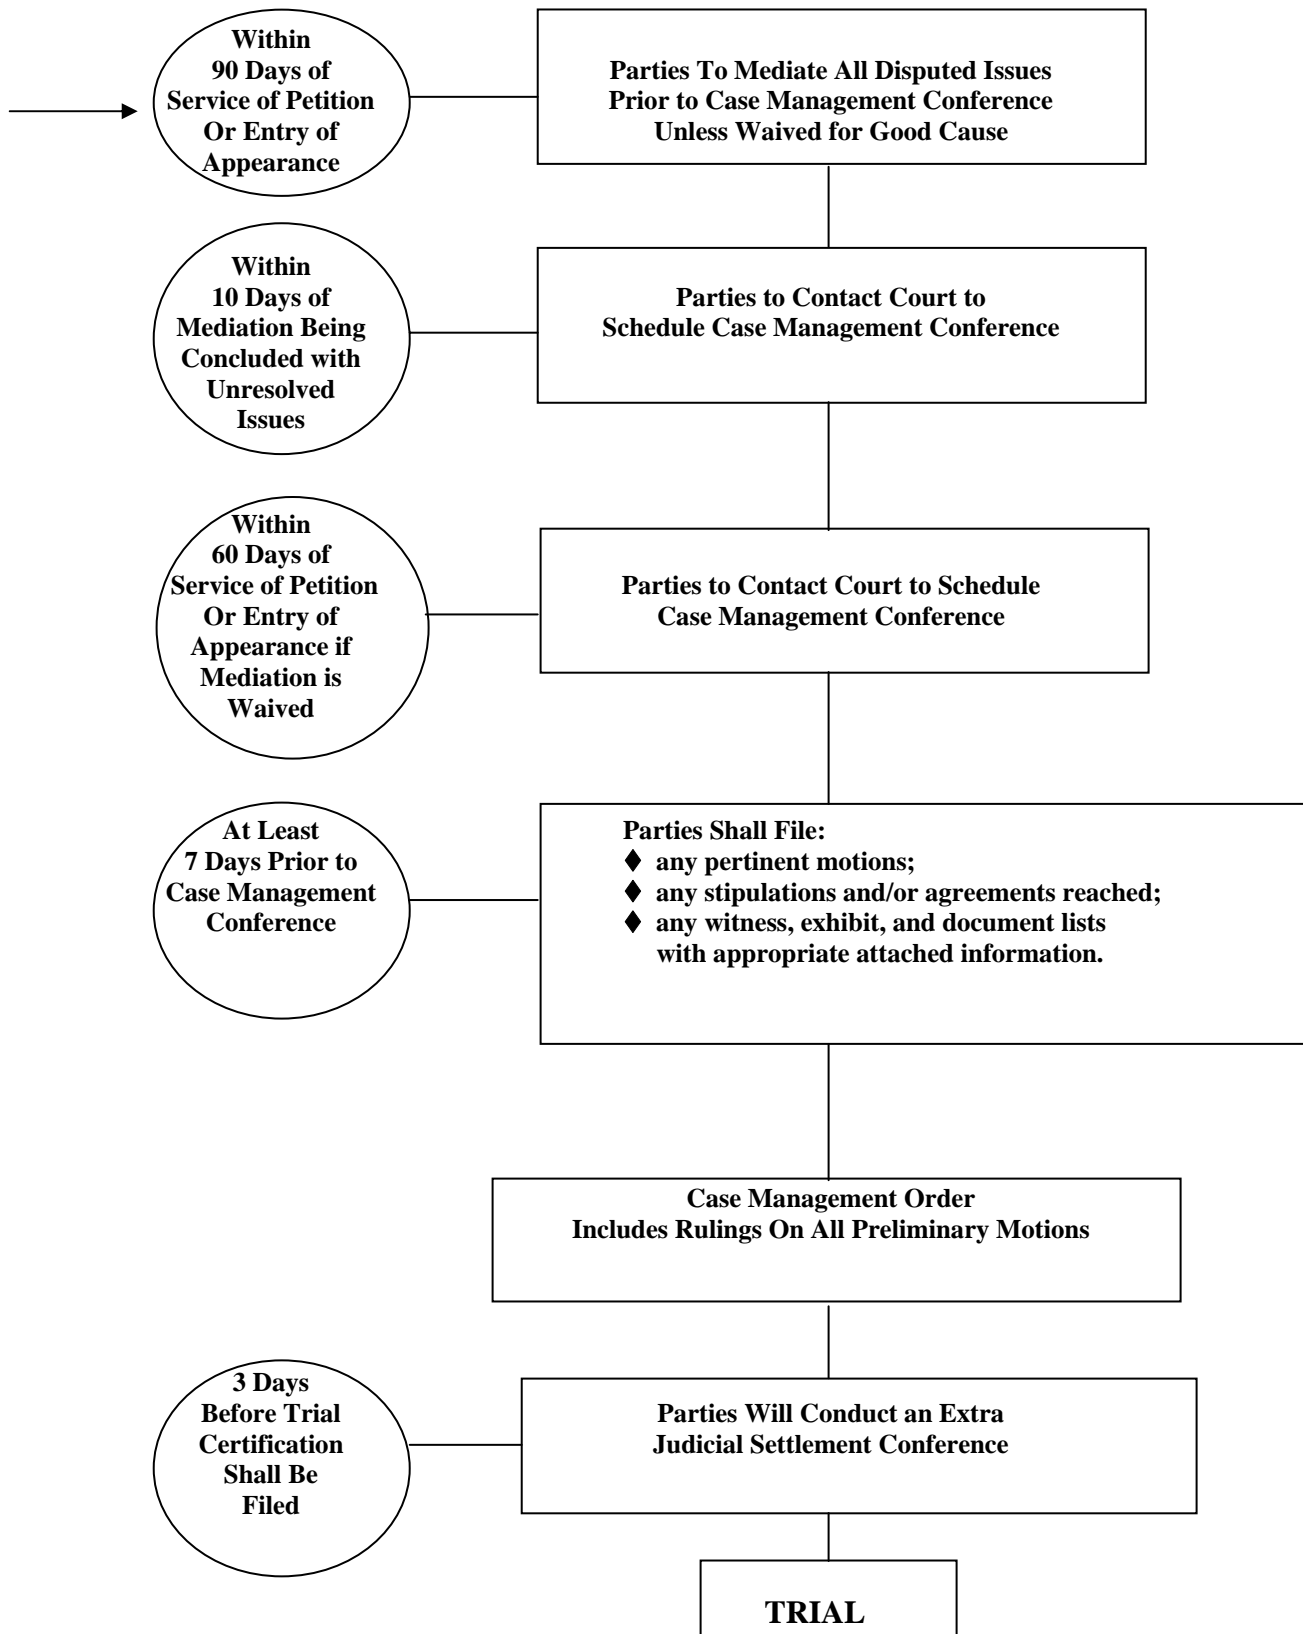 Within
90 Days of
Service of Petition
Or Entry of
Appearance
Parties To Mediate All Disputed Issues
Prior to Case Management Conference
Unless Waived for Good Cause
Within
10 Days of
Mediation Being
Concluded with
Unresolved
Issues
Parties to Contact Court to
Schedule Case Management Conference
Within
60 Days of
Service of Petition
Or Entry of
Appearance if
Mediation is
Waived
Parties to Contact Court to Schedule
Case Management Conference
At Least
7 Days Prior to
Case Management
Conference
Parties Shall File:
♦ any pertinent motions;
♦ any stipulations and/or agreements reached;
♦ any witness, exhibit, and document lists
with appropriate attached information.
Case Management Order
Includes Rulings On All Preliminary Motions
3 Days
Before Trial
Certification
Shall Be
Filed
Parties Will Conduct an Extra
Judicial Settlement Conference
TRIAL